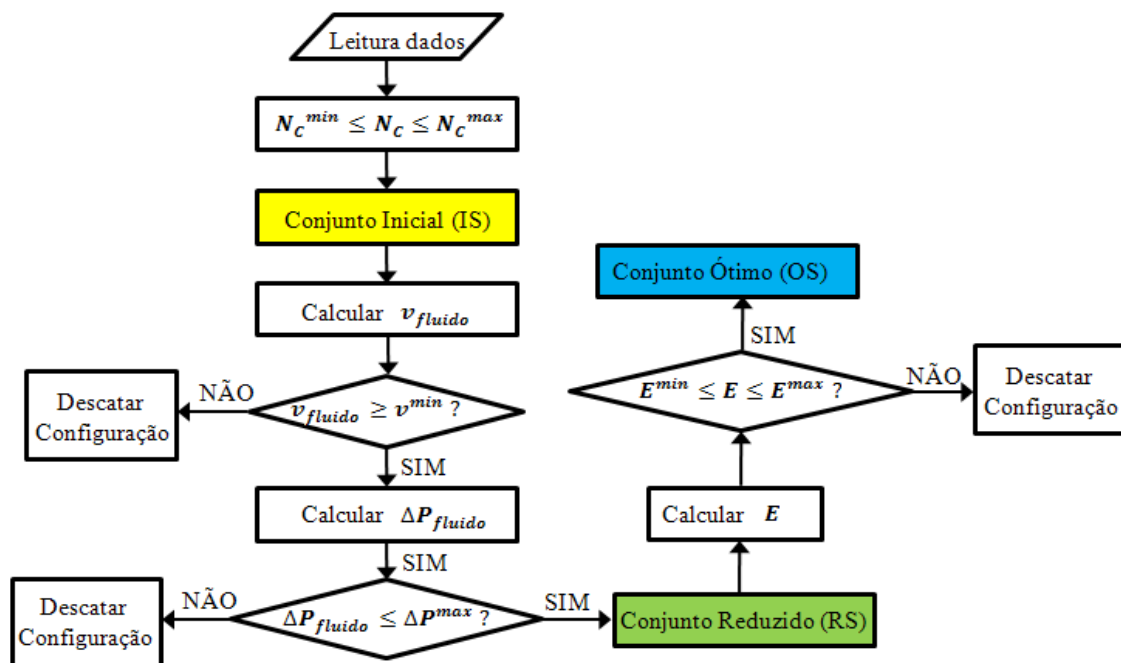 Leitura dados
N_C^min ≤ N_C ≤ N_C^max
Conjunto Inicial (IS)
Calcular v_fluido
v_fluido ≥ v^min ?
NÃO
Descatar
Configuração
SIM
Calcular ΔP_fluido
SIM
ΔP_fluido ≤ ΔP^max ?
NÃO
Descatar
Configuração
SIM
Conjunto Reduzido (RS)
Calcular E
E^min ≤ E ≤ E^max ?
NÃO
Descatar
Configuração
SIM
Conjunto Ótimo (OS)